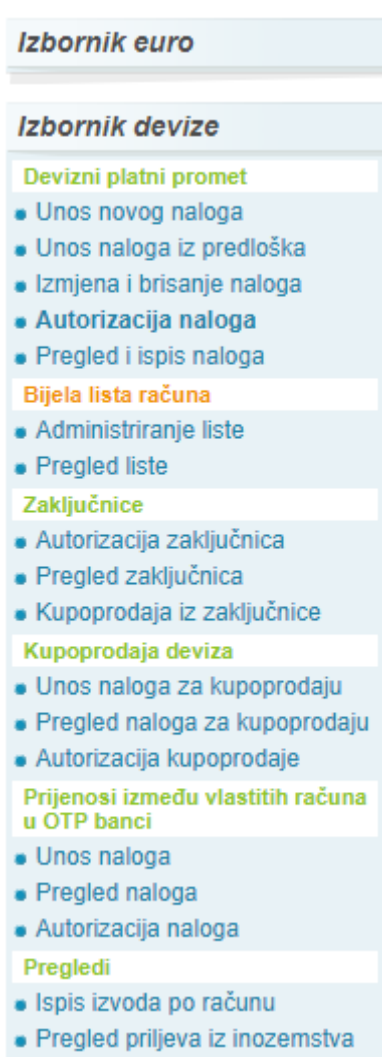 Izbornik euro
Izbornik devize
Devizni platni promet
Unos novog naloga
Unos naloga iz predloška
Izmjena i brisanje naloga
Autorizacija naloga
Pregled i ispis naloga
Bijela lista računa
Administriranje liste
Pregled liste
Zaključnice
Autorizacija zaključnica
Pregled zaključnica
Kupoprodaja iz zaključnice
Kupoprodaja deviza
Unos naloga za kupoprodaju
Pregled naloga za kupoprodaju
Autorizacija kupoprodaje
Prijenosi između vlastitih računa
u OTP banci
Unos naloga
Pregled naloga
Autorizacija naloga
Pregledi
Ispis izvoda po računu
Pregled priljeva iz inozemstva